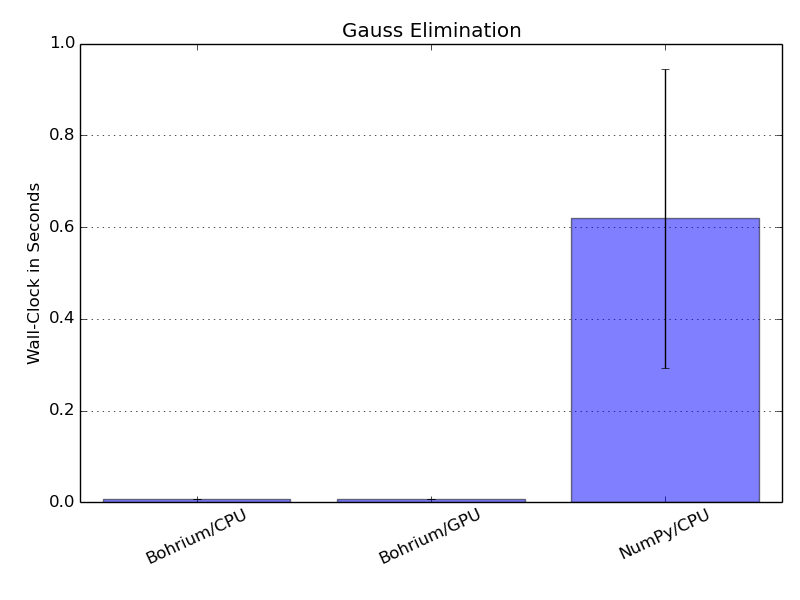 Gauss Elimination
Wall-Clock in Seconds
1.0
0.8
0.6
0.4
0.2
0.0
Bohrium/CPU
Bohrium/GPU
NumPy/CPU